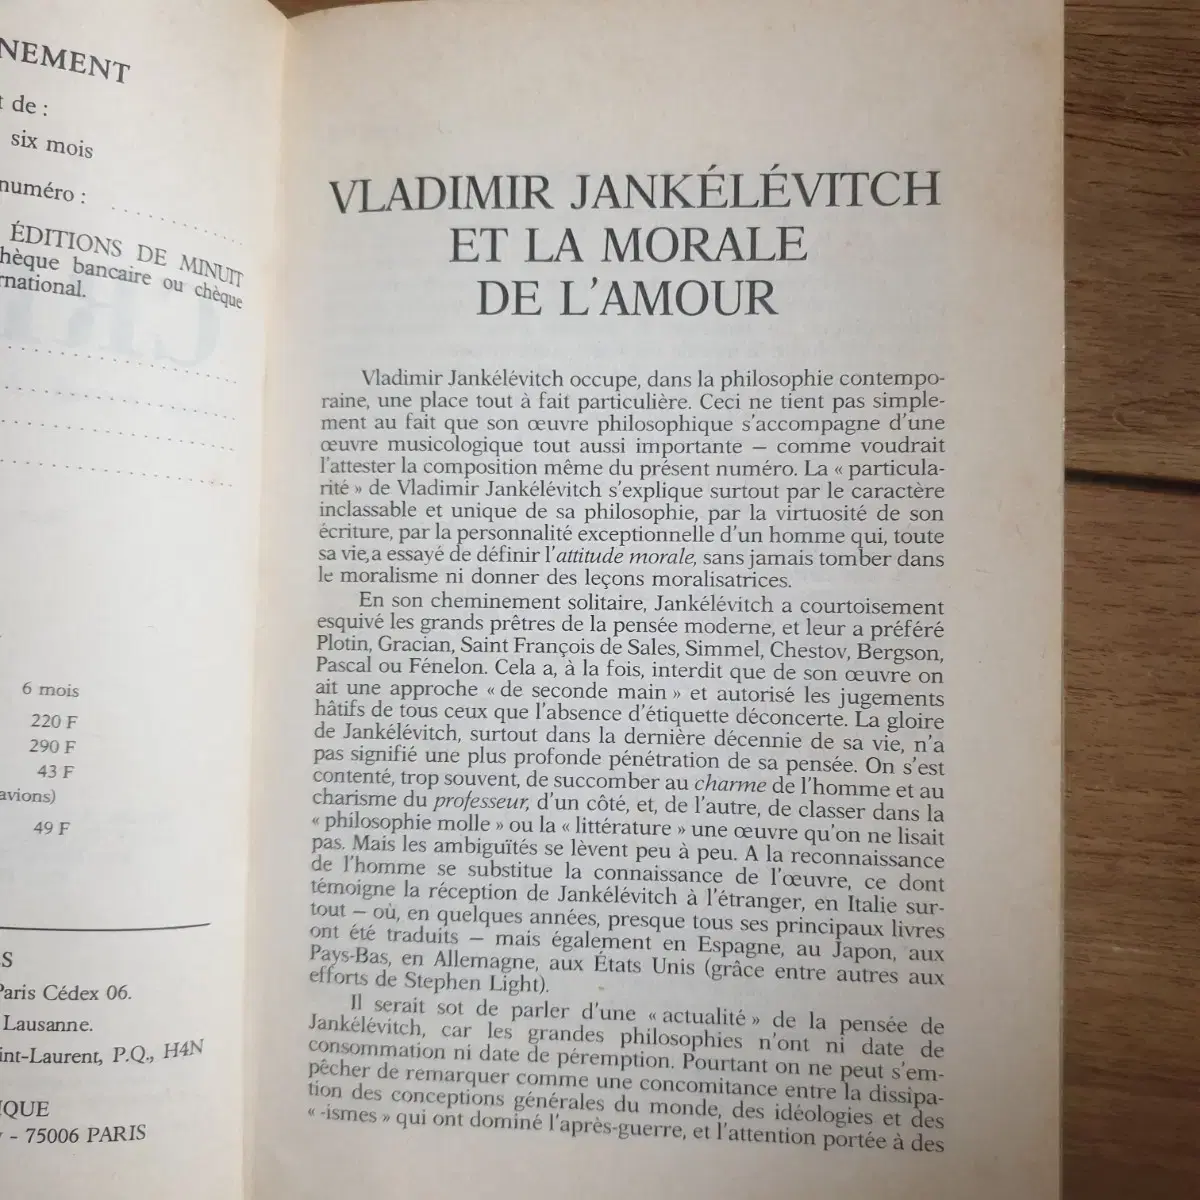 NEMENT
t de :
six mois
numéro :
ÉDITIONS DE MINUIT
hèque bancaire ou chèque
rnational.
6 mois
220 F
290 F
43 F
avions)
49 F
S
Paris Cédex 06.
Lausanne.
int-Laurent, P.Q., H4N
IQUE
- 75006 PARIS
VLADIMIR JANKÉLÉVITCH
ET LA MORALE
DE L'AMOUR
Vladimir Jankélévitch occupe, dans la philosophie contempo-
raine, une place tout à fait particulière. Ceci ne tient pas simple-
ment au fait que son œuvre philosophique s'accompagne d'une
œuvre musicologique tout aussi importante – comme voudrait
l'attester la composition même du présent numéro. La « particula-
rité » de Vladimir Jankélévitch s'explique surtout par le caractère
inclassable et unique de sa philosophie, par la virtuosité de son
écriture, par la personnalité exceptionnelle d'un homme qui, toute
sa vie,a essayé de définir l'attitude morale, sans jamais tomber dans
le moralisme ni donner des leçons moralisatrices.
En son cheminement solitaire, Jankélévitch a courtoisement
esquivé les grands prêtres de la pensée moderne, et leur a préféré
Plotin, Gracian, Saint François de Sales, Simmel, Chestov, Bergson,
Pascal ou Fénelon. Cela a, à la fois, interdit que de son œuvre on
ait une approche « de seconde main » et autorisé les jugements
hâtifs de tous ceux que l'absence d'étiquette déconcerte. La gloire
de Jankélévitch, surtout dans la dernière décennie de sa vie, n'a
pas signifié une plus profonde pénétration de sa pensée. On s'est
contenté, trop souvent, de succomber au charme de l'homme et au
charisme du professeur, d'un côté, et, de l'autre, de classer dans la
« philosophie molle » ou la « littérature » une œuvre qu'on ne lisait
pas. Mais les ambiguïtés se lèvent peu à peu. A la reconnaissance
de l'homme se substitue la connaissance de l'œuvre, ce dont
témoigne la réception de Jankélévitch à l'étranger, en Italie sur-
tout – où, en quelques années, presque tous ses principaux livres
ont été traduits – mais également en Espagne, au Japon, aux
Pays-Bas, en Allemagne, aux États Unis (grâce entre autres aux
efforts de Stephen Light).
Il serait sot de parler d'une « actualité » de la pensée de
Jankélévitch, car les grandes philosophies n'ont ni date de
consommation ni date de péremption. Pourtant on ne peut s'em-
pêcher de remarquer comme une concomitance entre la dissipa-
tion des conceptions générales du monde, des idéologies et des
« -ismes » qui ont dominé l'après-guerre, et l'attention portée à des